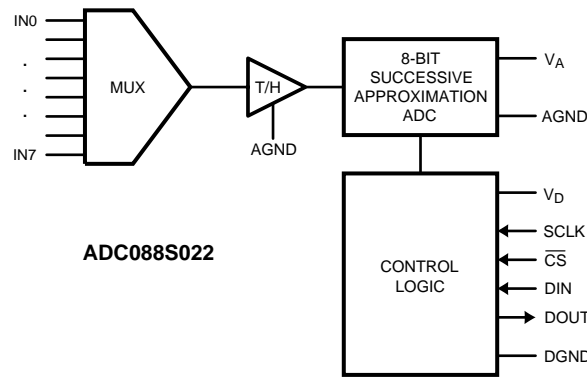 IN0
.
.
.
IN7
MUX
T/H
AGND
8-BIT
SUCCESSIVE
APPROXIMATION
ADC
VA
AGND
ADC088S022
CONTROL
LOGIC
VD
SCLK
CS
DIN
DOUT
DGND